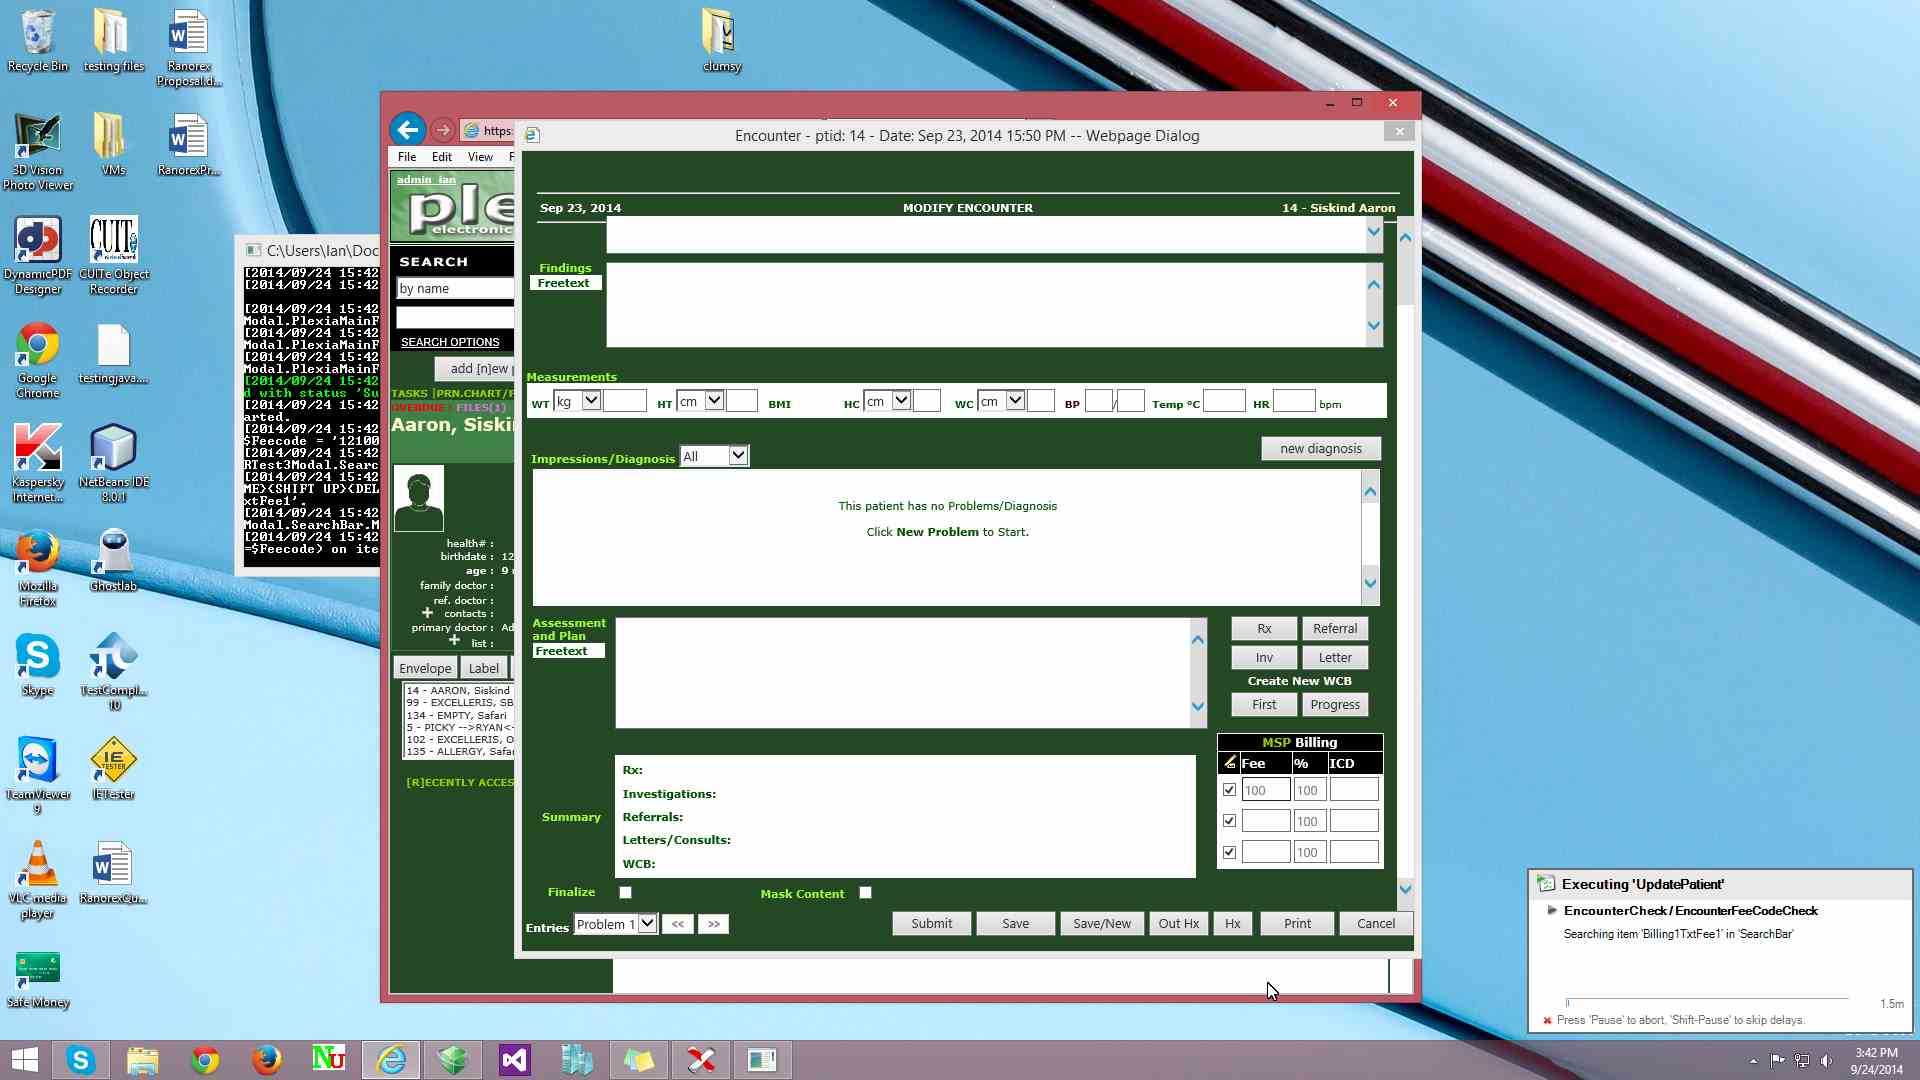 Recycle Bin
testing files
Ranorex
Proposal.d...
clumsy
3D Vision
Photo Viewer
VMs
RanorexPr...
DynamicPDF
Designer
CUITe Object
Recorder
Google
Chrome
testingjava....
Kaspersky
Internet...
NetBeans IDE
8.0.1
Mozilla
Firefox
Ghostlab
Skype
TestCompl...
10
TeamViewer
9
IETester
VLC media
player
RanorexQu...
Safe Money
C:\Users\Ian\Doc
[2014/09/24 15:42
[2014/09/24 15:42
[2014/09/24 15:42
Modal.PlexiaMainF
[2014/09/24 15:42
Modal.PlexiaMainF
[2014/09/24 15:42
Modal.PlexiaMainF
[2014/09/24 15:42
d with status 'Su
[2014/09/24 15:42
arted.
[2014/09/24 15:42
$Feecode = '12100
[2014/09/24 15:42
RTest3Modal.Searc
[2014/09/24 15:42
ME}{SHIFT UP}{DEL
xtFee1'.
[2014/09/24 15:42
Modal.SearchBar.M
[2014/09/24 15:42
=$Feecode) on ite
https:
File Edit View F
admin ian
ple
electronic
SEARCH
by name
SEARCH OPTIONS
add [n]ew p
TASKS |PRN.CHART/F
OVERDUE: FILES(1)
Aaron, Siskin
health# :
birthdate : 12
age : 9
family doctor :
ref. doctor :
+ contacts :
primary doctor : Ad
+ list :
Envelope Label
14 - AARON, Siskind
99 - EXCELLERIS, SB
134 - EMPTY, Safari
5 - PICKY -->RYAN<-
102 - EXCELLERIS, O
135 - ALLERGY, Safar
[R]ECENTLY ACCES
Encounter - ptid: 14 - Date: Sep 23, 2014 15:50 PM -- Webpage Dialog
Sep 23, 2014 MODIFY ENCOUNTER 14 - Siskind Aaron
Findings
Freetext
Measurements
WT kg HT cm BMI HC cm WC cm BP / Temp ºC HR bpm
Impressions/Diagnosis All new diagnosis
This patient has no Problems/Diagnosis
Click New Problem to Start.
Assessment
and Plan
Freetext
Rx Referral
Inv Letter
Create New WCB
First Progress
MSP Billing
Fee % ICD
100 100
100
100
Summary
Rx:
Investigations:
Referrals:
Letters/Consults:
WCB:
Finalize Mask Content
Entries Problem 1 << >> Submit Save Save/New Out Hx Hx Print Cancel
Executing 'UpdatePatient'
EncounterCheck / EncounterFeeCodeCheck
Searching item 'Billing1TxtFee1' in 'SearchBar'
1.5m
Press 'Pause' to abort, 'Shift-Pause' to skip delays.
NU
3:42 PM
9/24/2014